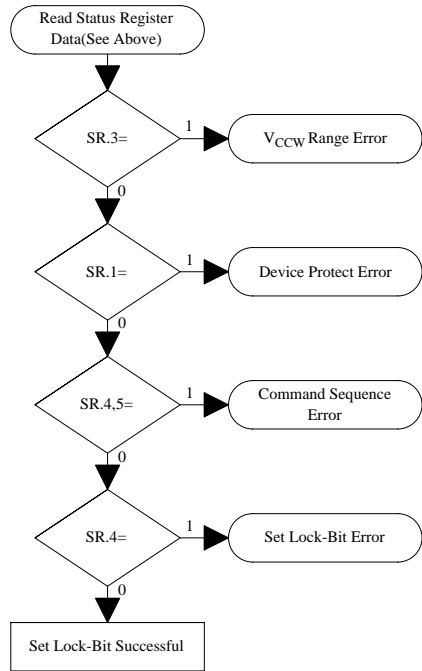 Read Status Register
Data(See Above)
SR.3=
1
VCCW Range Error
0
SR.1=
1
Device Protect Error
0
SR.4,5=
1
Command Sequence
Error
0
SR.4=
1
Set Lock-Bit Error
0
Set Lock-Bit Successful